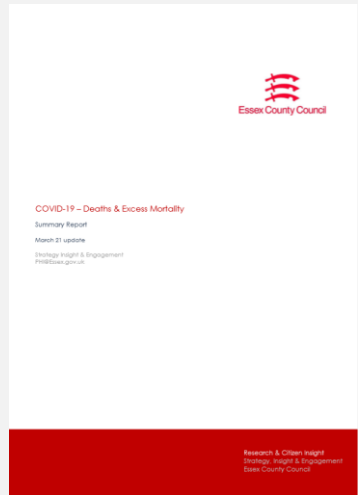 Essex County Council
COVID-19 – Deaths & Excess Mortality
Summary Report
March 21 update
Strategy Insight & Engagement
PHI@Essex.gov.uk
Research & Citizen Insight
Strategy, Insight & Engagement
Essex County Council